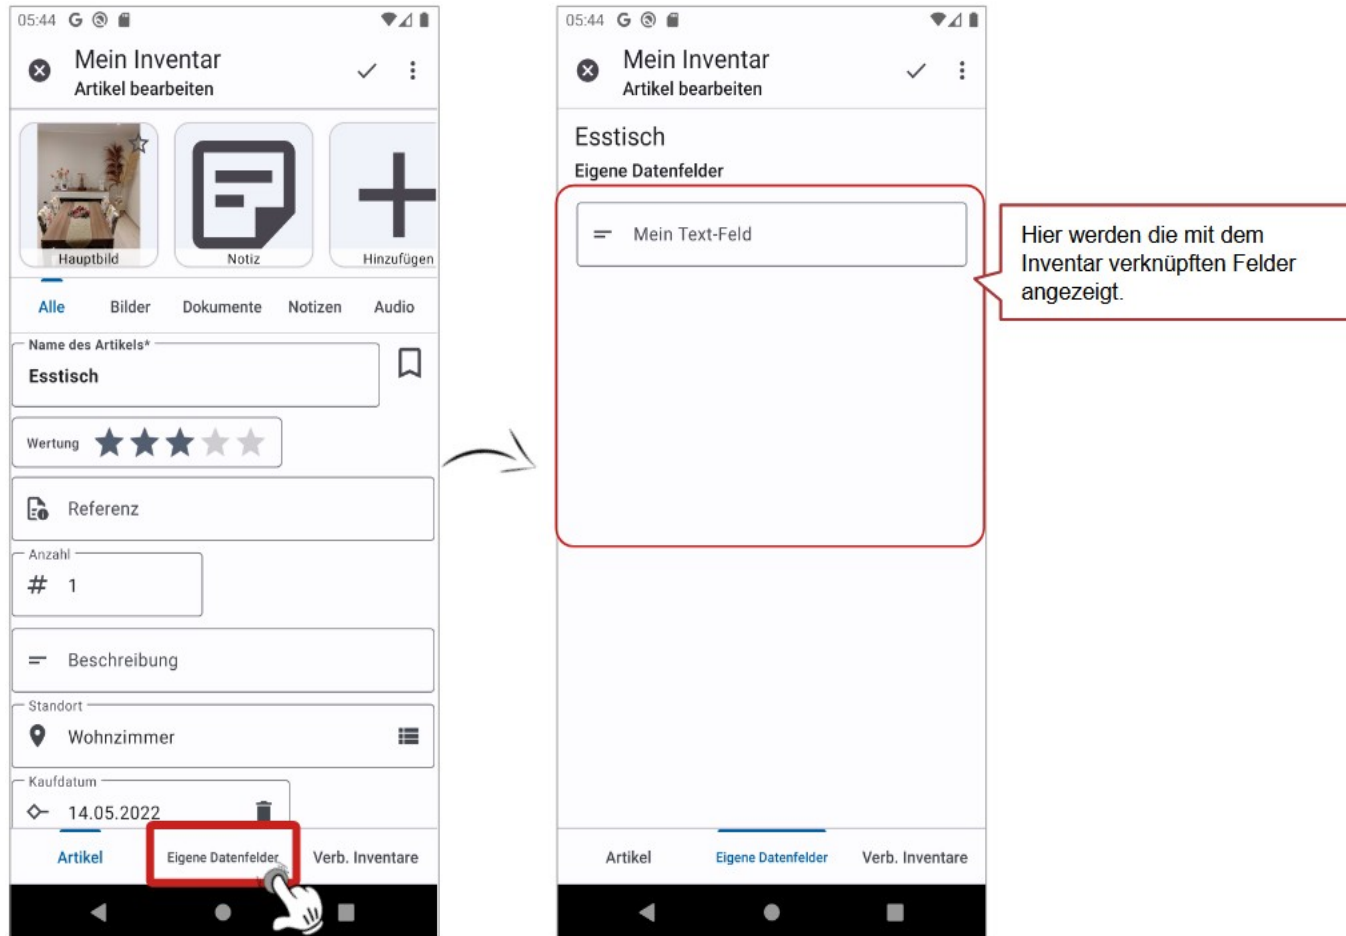 05:44 G
Mein Inventar
Artikel bearbeiten
Hauptbild
Notiz
Hinzufügen
Alle Bilder Dokumente Notizen Audio
Name des Artikels*
Esstisch
Wertung
Referenz
Anzahl
# 1
Beschreibung
Standort
Wohnzimmer
Kaufdatum
14.05.2022
Artikel Eigene Datenfelder Verb. Inventare
05:44 G
Mein Inventar
Artikel bearbeiten
Esstisch
Eigene Datenfelder
Mein Text-Feld
Artikel Eigene Datenfelder Verb. Inventare
Hier werden die mit dem
Inventar verknüpften Felder
angezeigt.